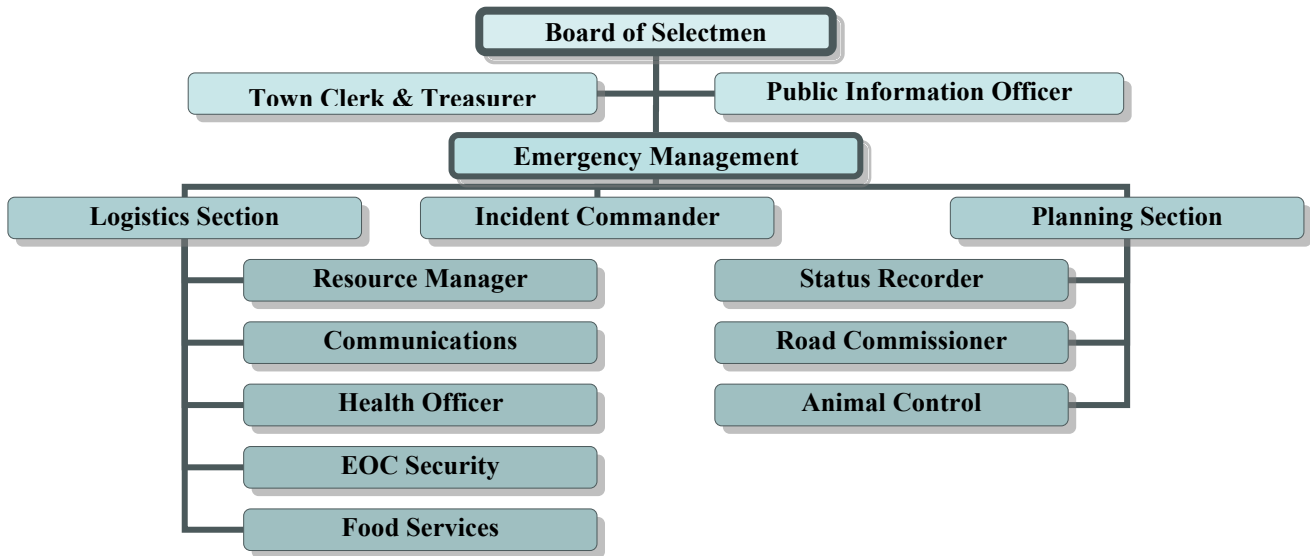 Board of Selectmen
Town Clerk & Treasurer
Public Information Officer
Emergency Management
Logistics Section
Incident Commander
Planning Section
Resource Manager
Status Recorder
Communications
Road Commissioner
Health Officer
Animal Control
EOC Security
Food Services